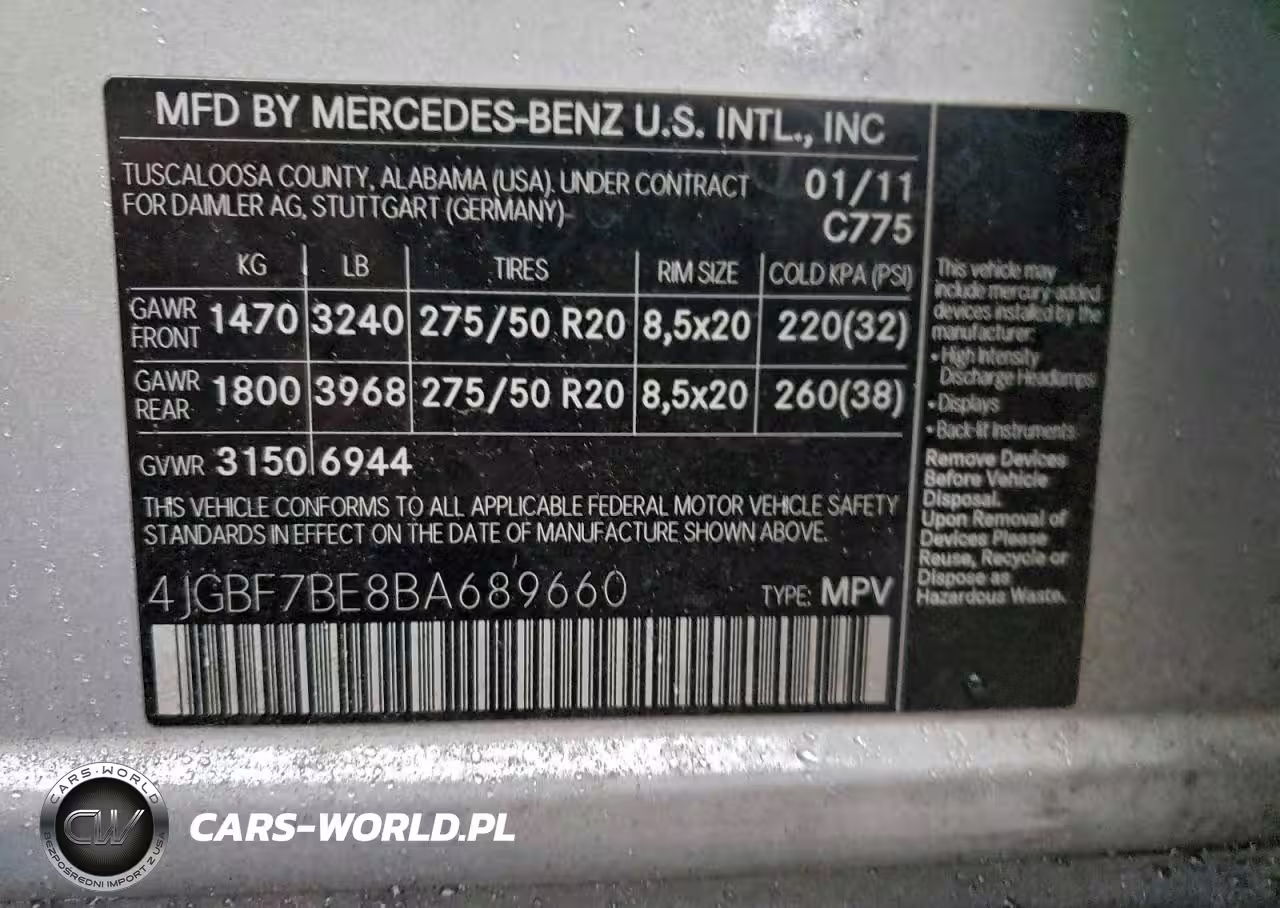 MFD BY MERCEDES-BENZ U.S. INTL., INC
TUSCALOOSA COUNTY, ALABAMA (USA). UNDER CONTRACT
FOR DAIMLER AG, STUTTGART (GERMANY)
01/11
C775
KG LB TIRES RIM SIZE COLD KPA (PSI)
GAWR FRONT 1470 3240 275/50 R20 8,5x20 220(32)
GAWR REAR 1800 3968 275/50 R20 8,5x20 260(38)
GVWR 3150 6944
THIS VEHICLE CONFORMS TO ALL APPLICABLE FEDERAL MOTOR VEHICLE SAFETY
STANDARDS IN EFFECT ON THE DATE OF MANUFACTURE SHOWN ABOVE.
4JGBF7BE8BA689660 TYPE: MPV
This vehicle may
include mercury-added
devices installed by the
manufacturer:
• High Intensity
Discharge Headlamps
• Displays
• Back-lit Instruments
Remove Devices
Before Vehicle
Disposal.
Upon Removal of
Devices Please
Reuse, Recycle or
Dispose as
Hazardous Waste.
CARS-WORLD
CW
BEZPOŚREDNI IMPORT Z USA
CARS-WORLD.PL